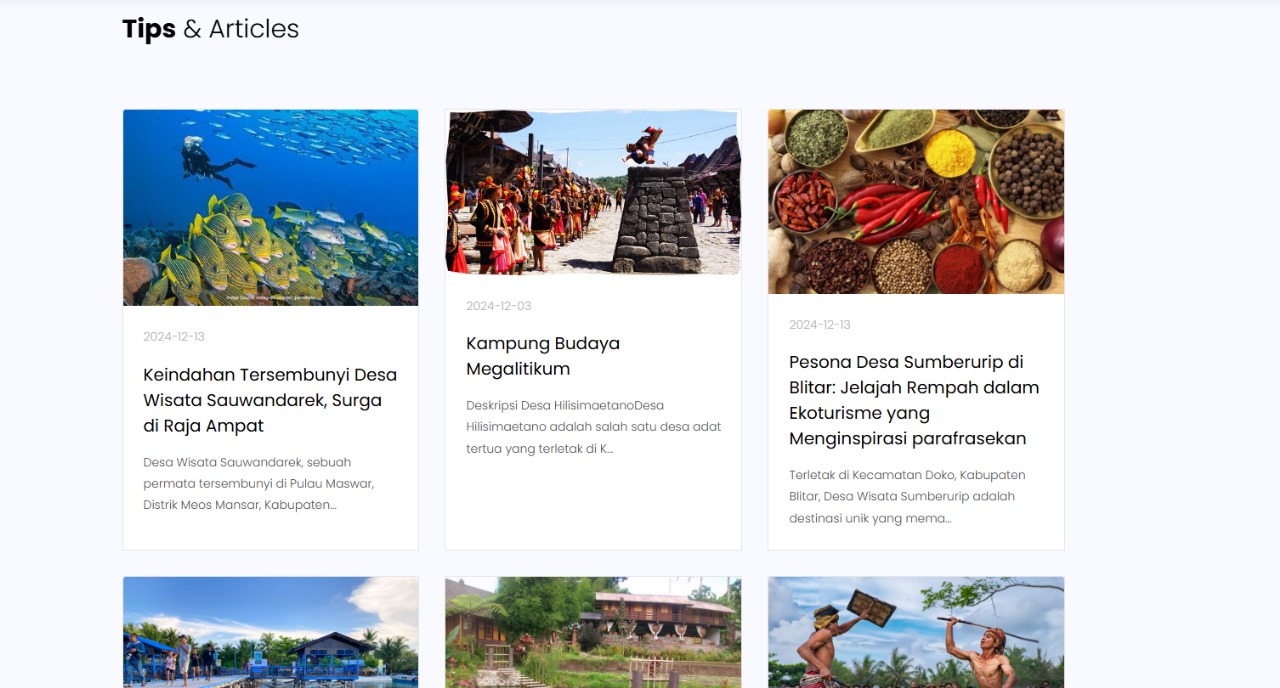 Tips & Articles
2024-12-13
Keindahan Tersembunyi Desa
Wisata Sauwandarek, Surga
di Raja Ampat
Desa Wisata Sauwandarek, sebuah
permata tersembunyi di Pulau Maswar,
Distrik Meos Mansar, Kabupaten...
2024-12-03
Kampung Budaya
Megalitikum
Deskripsi Desa HilisimaetanoDesa
Hilisimaetano adalah salah satu desa adat
tertua yang terletak di K...
2024-12-13
Pesona Desa Sumberurip di
Blitar: Jelajah Rempah dalam
Ekoturisme yang
Menginspirasi parafrasekan
Terletak di Kecamatan Doko, Kabupaten
Blitar, Desa Wisata Sumberurip adalah
destinasi unik yang mema...